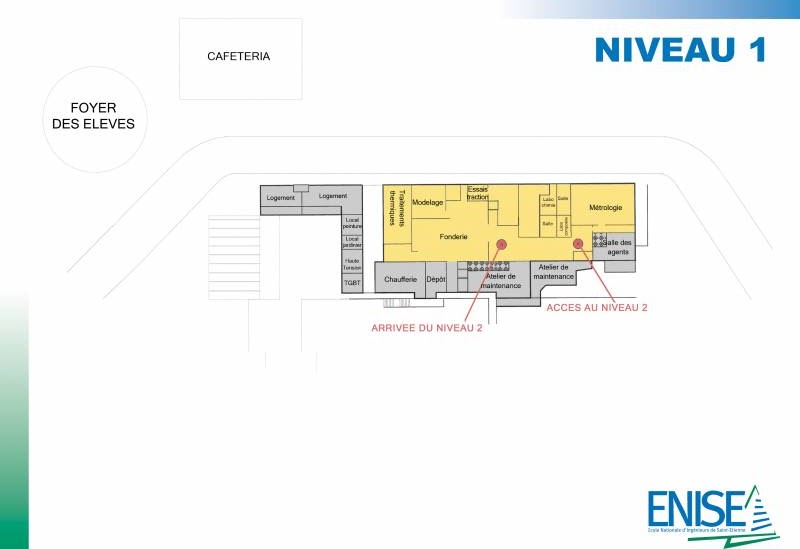 NIVEAU 1
CAFETERIA
FOYER
DES ELEVES
Logement
Logement
Local
peinture
Local
jardinier
Haute
Tension
TGBT
Traitements
thermiques
Modelage
Essais
traction
Labo
chimie
Salle
Salle
Labo
Métrologie
Fonderie
Salle des
agents
Chaufferie
Dépôt
Atelier de
maintenance
Atelier de
maintenance
ARRIVEE DU NIVEAU 2
ACCES AU NIVEAU 2
ENISE
Ecole Nationale d'Ingénieurs de Saint-Etienne